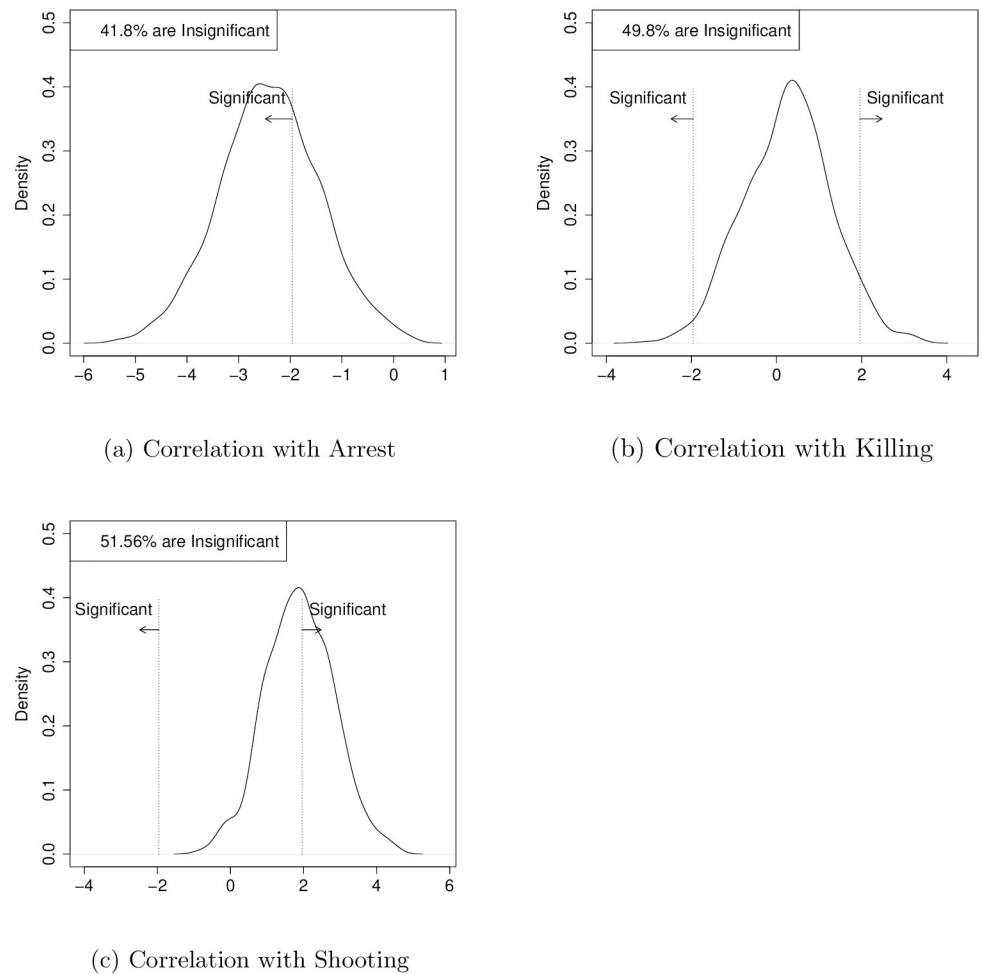 41.8% are Insignificant
Significant
Density
0.0 0.1 0.2 0.3 0.4 0.5
−6 −5 −4 −3 −2 −1 0 1
(a) Correlation with Arrest
49.8% are Insignificant
Significant Significant
Density
0.0 0.1 0.2 0.3 0.4 0.5
−4 −2 0 2 4
(b) Correlation with Killing
51.56% are Insignificant
Significant Significant
Density
0.0 0.1 0.2 0.3 0.4 0.5
−4 −2 0 2 4 6
(c) Correlation with Shooting